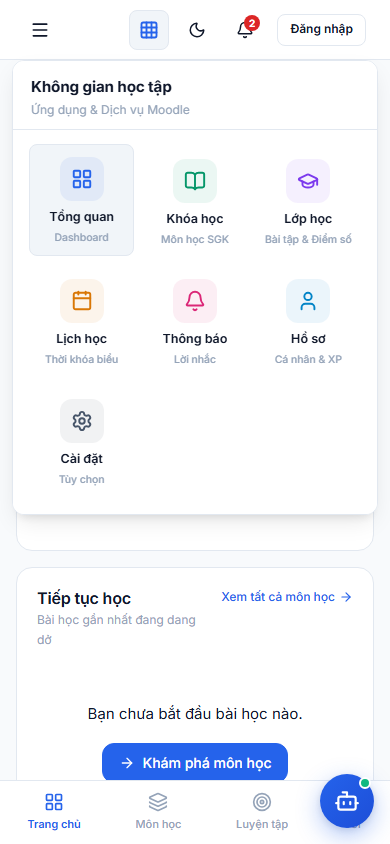 2
Đăng nhập
Không gian học tập
Ứng dụng & Dịch vụ Moodle
Tổng quan
Dashboard
Khóa học
Môn học SGK
Lớp học
Bài tập & Điểm số
Lịch học
Thời khóa biểu
Thông báo
Lời nhắc
Hồ sơ
Cá nhân & XP
Cài đặt
Tùy chọn
Tiếp tục học
Xem tất cả môn học →
Bài học gần nhất đang dang
dở
Bạn chưa bắt đầu bài học nào.
→ Khám phá môn học
Trang chủ
Môn học
Luyện tập